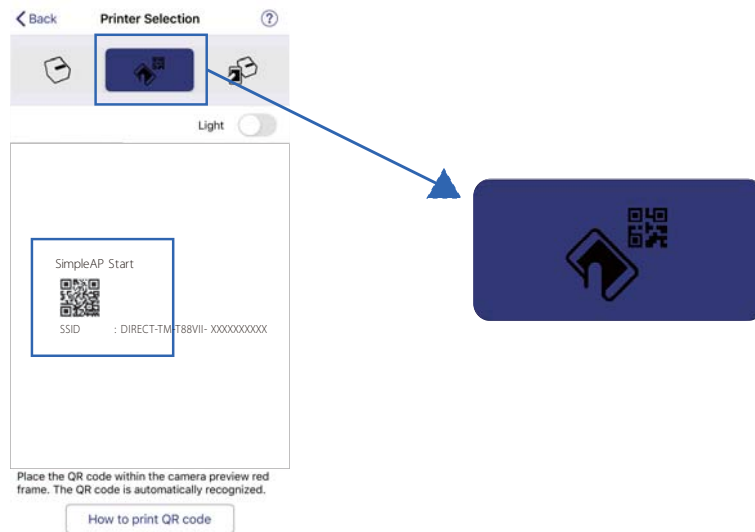 Back Printer Selection ?
Light
SimpleAP Start
SSID : DIRECT-TM-T88VII- XXXXXXXXXX
Place the QR code within the camera preview red
frame. The QR code is automatically recognized.
How to print QR code